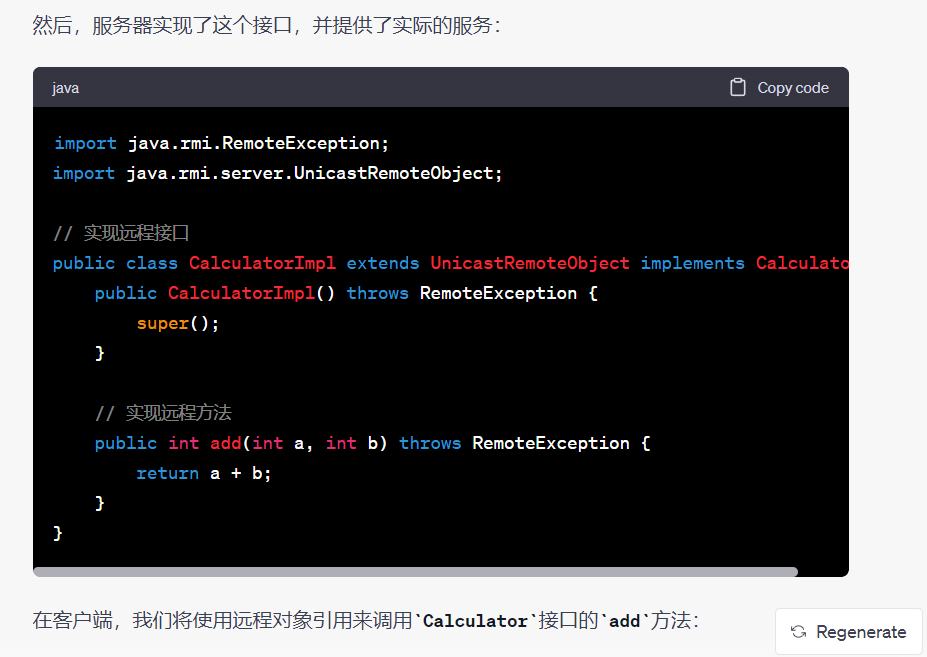 然后，服务器实现了这个接口，并提供了实际的服务：
java
Copy code
import java.rmi.RemoteException;
import java.rmi.server.UnicastRemoteObject;
// 实现远程接口
public class CalculatorImpl extends UnicastRemoteObject implements Calculato
    public CalculatorImpl() throws RemoteException {
        super();
    }
    // 实现远程方法
    public int add(int a, int b) throws RemoteException {
        return a + b;
    }
}
在客户端，我们将使用远程对象引用来调用`Calculator`接口的`add`方法：
Regenerate